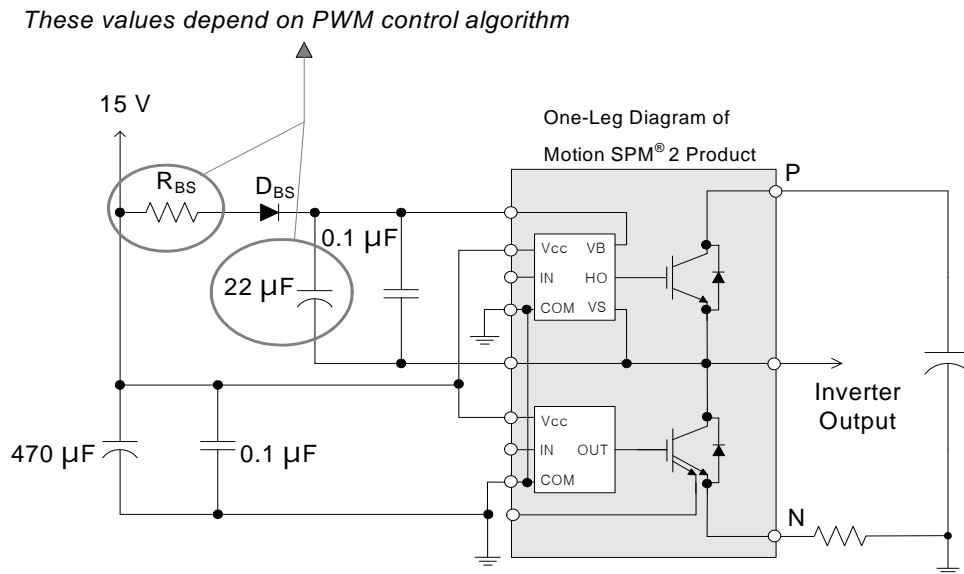 These values depend on PWM control algorithm
15 V
One-Leg Diagram of
Motion SPM® 2 Product
P
RBS
DBS
0.1 µF
Vcc VB
IN HO
COM VS
22 µF
Inverter
Output
Vcc
IN OUT
COM
470 µF
0.1 µF
N